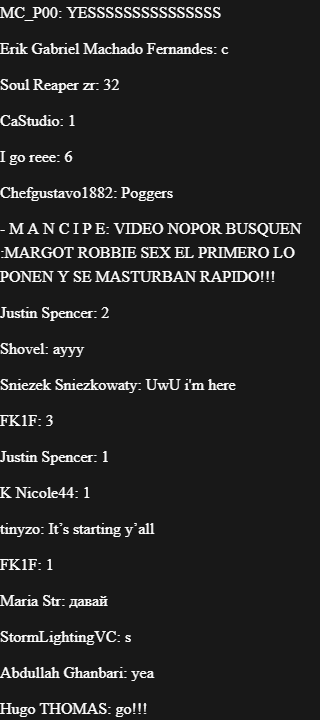 MC_P00: YESSSSSSSSSSSSSSS
Erik Gabriel Machado Fernandes: c
Soul Reaper zr: 32
CaStudio: 1
I go reee: 6
Chefgustavo1882: Poggers
- M A N C I P E: VIDEO NOPOR BUSQUEN
:MARGOT ROBBIE SEX EL PRIMERO LO
PONEN Y SE MASTURBAN RAPIDO!!!
Justin Spencer: 2
Shovel: ayyy
Sniezek Sniezkowaty: UwU i'm here
FK1F: 3
Justin Spencer: 1
K Nicole44: 1
tinyzo: It’s starting y’all
FK1F: 1
Maria Str: давай
StormLightingVC: s
Abdullah Ghanbari: yea
Hugo THOMAS: go!!!